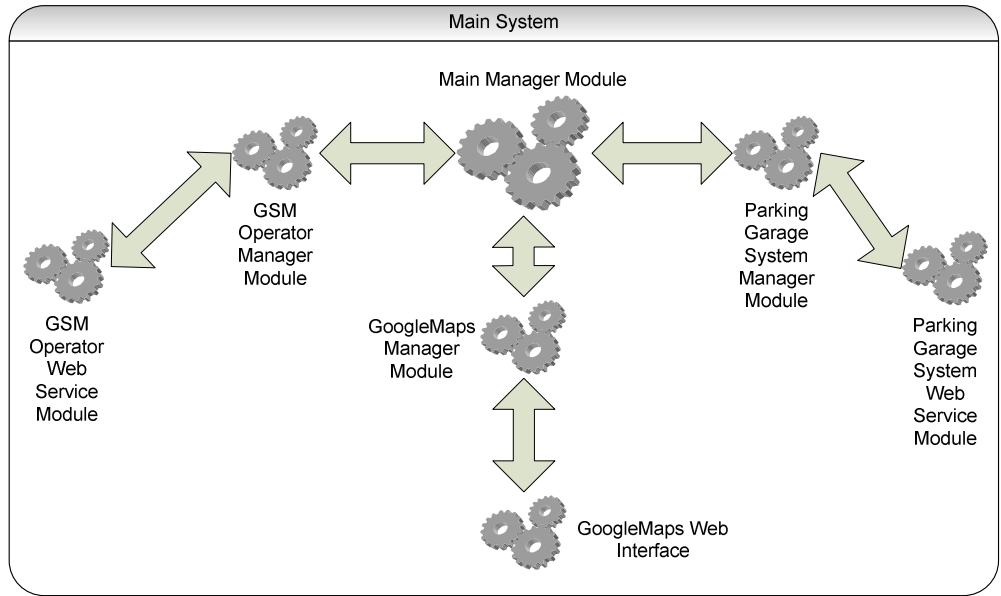 Main System
Main Manager Module
GSM
Operator
Manager
Module
Parking
Garage
System
Manager
Module
GSM
Operator
Web
Service
Module
GoogleMaps
Manager
Module
Parking
Garage
System
Web
Service
Module
GoogleMaps Web
Interface